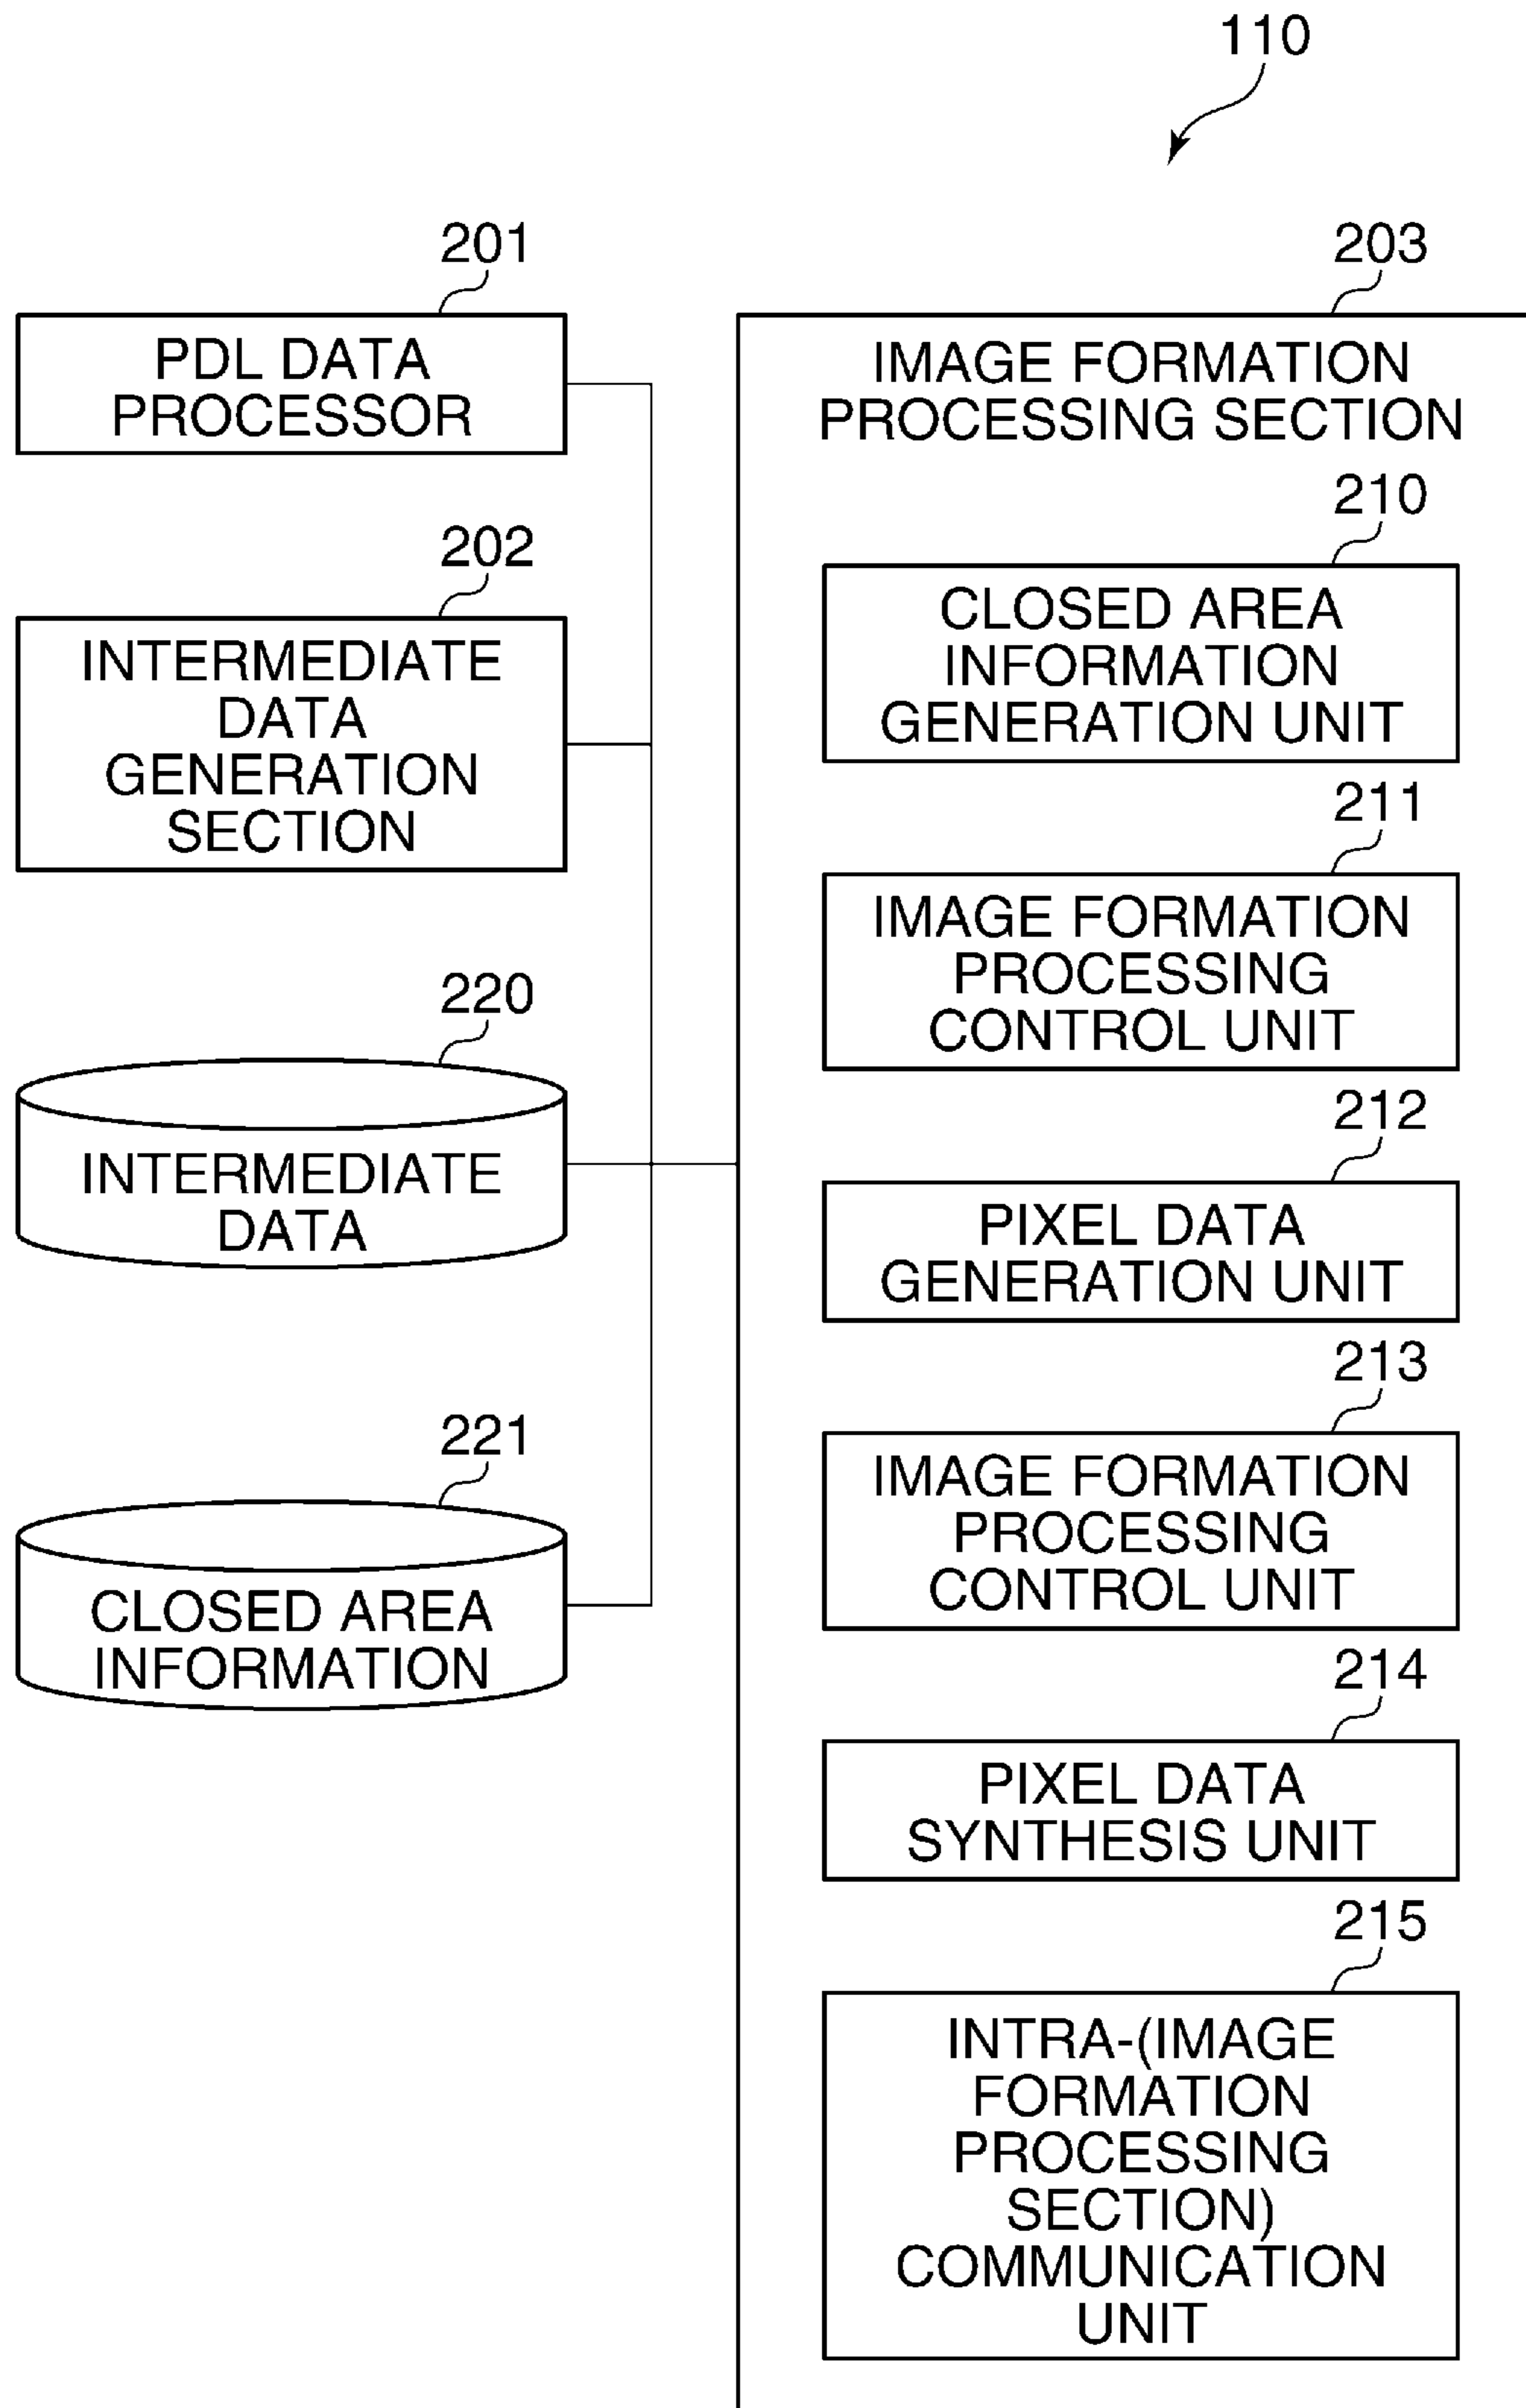 110
201
PDL DATA
PROCESSOR
202
INTERMEDIATE
DATA
GENERATION
SECTION
220
INTERMEDIATE
DATA
221
CLOSED AREA
INFORMATION
203
IMAGE FORMATION
PROCESSING SECTION
210
CLOSED AREA
INFORMATION
GENERATION UNIT
211
IMAGE FORMATION
PROCESSING
CONTROL UNIT
212
PIXEL DATA
GENERATION UNIT
213
IMAGE FORMATION
PROCESSING
CONTROL UNIT
214
PIXEL DATA
SYNTHESIS UNIT
215
INTRA-(IMAGE
FORMATION
PROCESSING
SECTION)
COMMUNICATION
UNIT